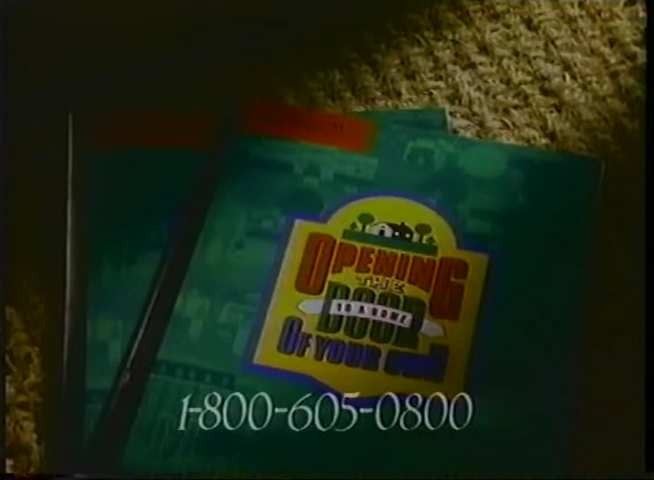 OPENING
THE
DOOR
TO A HOME
OF YOUR OWN
1-800-605-0800